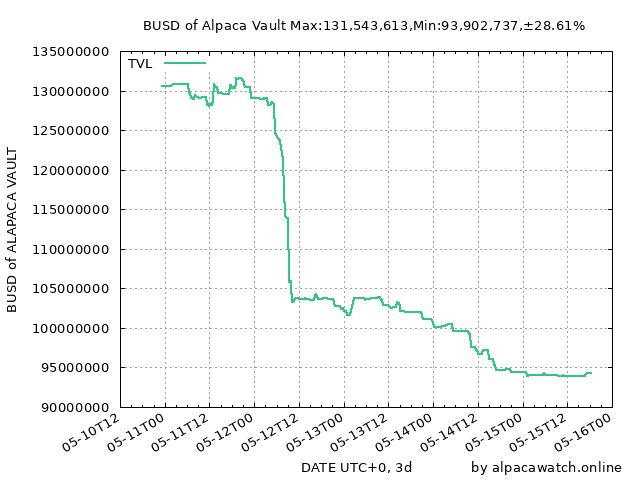 BUSD of Alpaca Vault Max:131,543,613,Min:93,902,737,±28.61%
TVL
135000000
130000000
125000000
120000000
115000000
110000000
105000000
100000000
95000000
90000000
BUSD of ALAPACA VAULT
05-10T12
05-11T00
05-11T12
05-12T00
05-12T12
05-13T00
05-13T12
05-14T00
05-14T12
05-15T00
05-15T12
05-16T00
DATE UTC+0, 3d
by alpacawatch.online